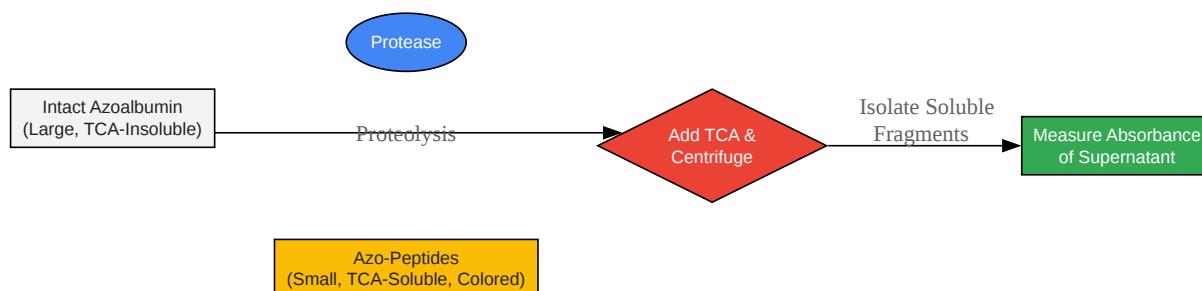 Protease
Intact Azoalbumin
(Large, TCA-Insoluble)
Proteolysis
Add TCA &
Centrifuge
Isolate Soluble
Fragments
Measure Absorbance
of Supernatant
Azo-Peptides
(Small, TCA-Soluble, Colored)